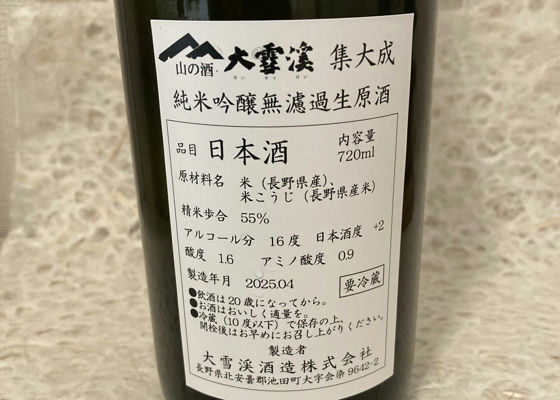 山の酒 大雪渓 集大成
だいせっけい
純米吟醸無濾過生原酒
品目 日本酒 内容量
720ml
原材料名 米（長野県産）、
米こうじ（長野県産米）
精米歩合 55%
アルコール分 16度 日本酒度 +2
酸度 1.6 アミノ酸度 0.9
製造年月 2025.04 要冷蔵
●飲酒は20歳になってから。
●お酒はおいしく適量を。
●冷蔵（10度以下）で保存の上、
開栓後はお早めにお召し上がりください。
製造者
大雪渓酒造株式会社
長野県北安曇郡池田町大字会染9642-2